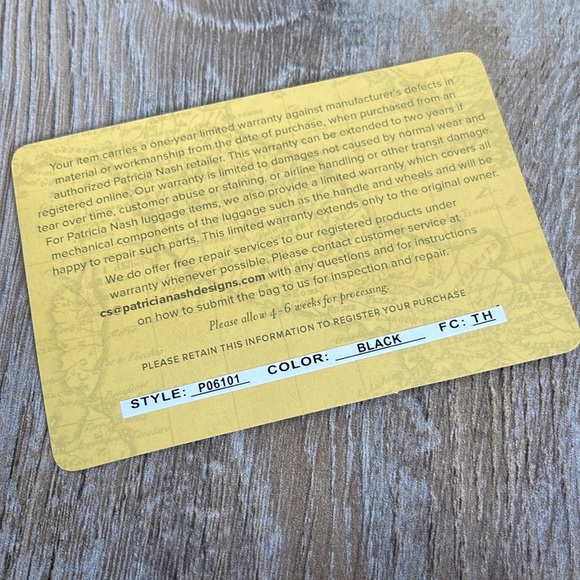 Your item carries a one-year limited warranty against manufacturer's defects in
material or workmanship from the date of purchase, when purchased from an
authorized Patricia Nash retailer. This warranty can be extended to two years if
registered online. Our warranty is limited to damages not caused by normal wear and
tear over time, customer abuse or staining, or airline handling or other transit damage.
For Patricia Nash luggage items, we also provide a limited warranty which covers all
mechanical components of the luggage such as the handle and wheels and will be
happy to repair such parts. This limited warranty extends only to the original owner.
We do offer free repair services to our registered products under
warranty whenever possible. Please contact customer service at
cs@patricianashdesigns.com with any questions and for instructions
on how to submit the bag to us for Inspection and repair.
Please allow 4-6 weeks for processing.
PLEASE RETAIN THIS INFORMATION TO REGISTER YOUR PURCHASE
STYLE: P06101 COLOR: BLACK FC: TH